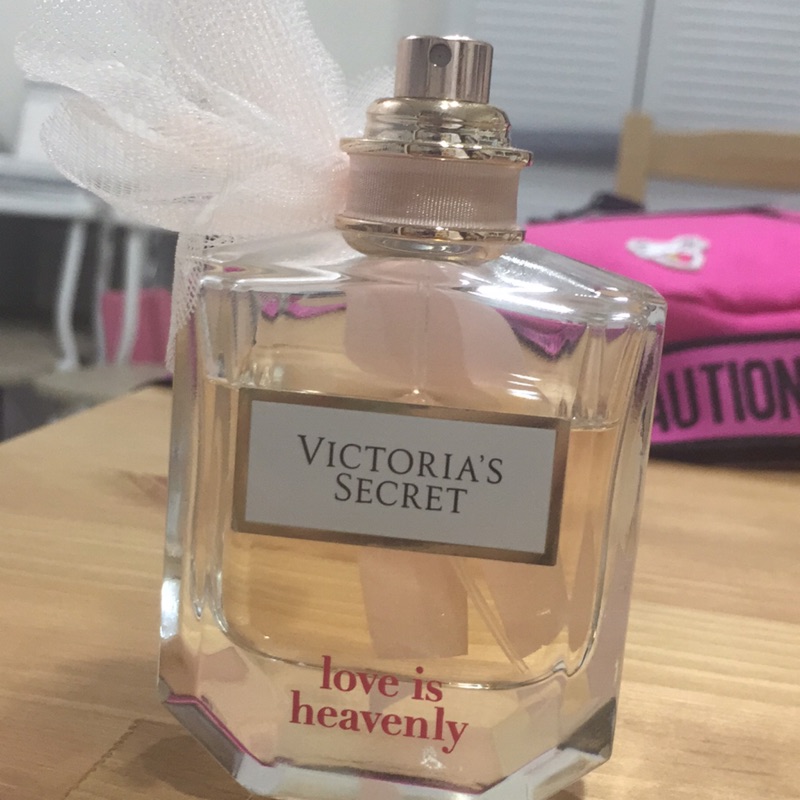 VICTORIA'S
SECRET
love is
heavenly
AUTION